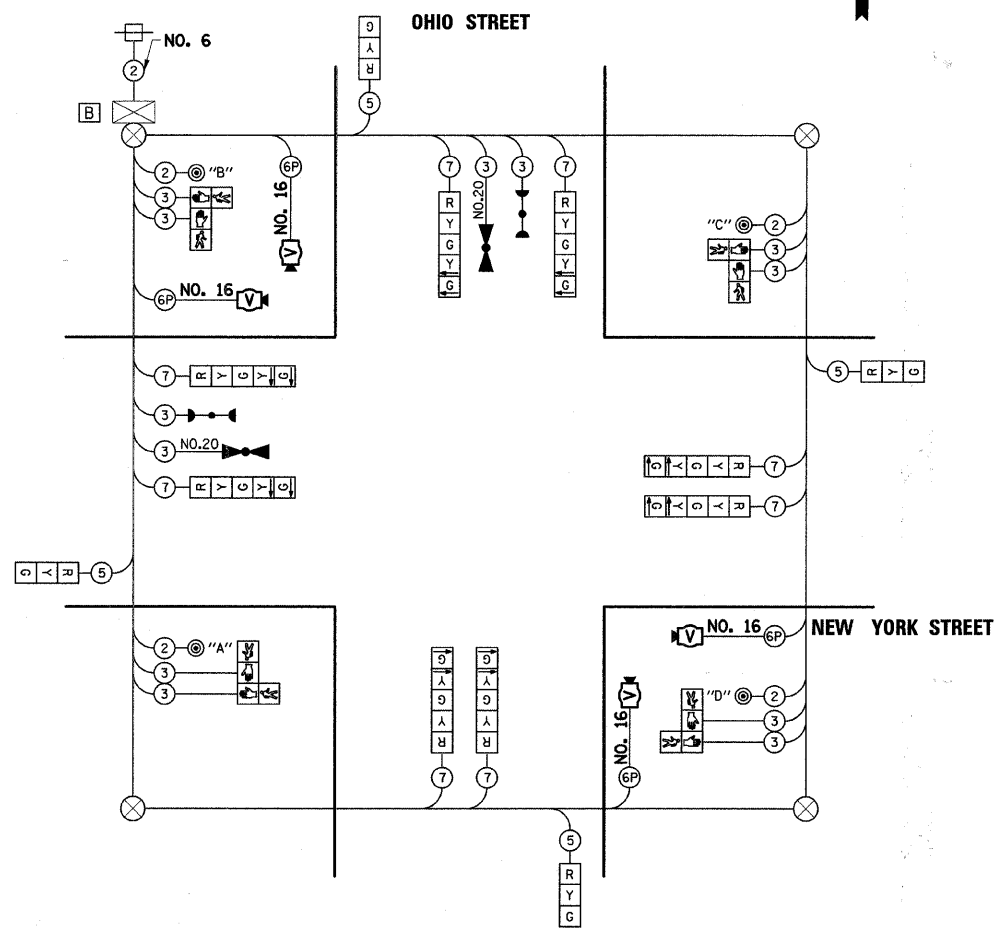 OHIO STREET
NO. 6
G
Y
R
2
B
5
6P
7
3
3
7
2 "B"
3
3
NO. 16
NO.20
R
Y
G
Y
G
R
Y
G
Y
G
V
"C" 2
3
3
6P NO. 16 V
7 R Y G Y G
5 R Y G
3
3 NO.20
G Y G Y R 7
7 R Y G Y G
G Y G Y R 7
G Y R 5
NO. 16
V 6P
NEW YORK STREET
2 "A"
3
3
G
Y
G
Y
R
G
Y
G
Y
R
V
NO. 16
"D" 2
3
3
7
7
6P
5
R
Y
G